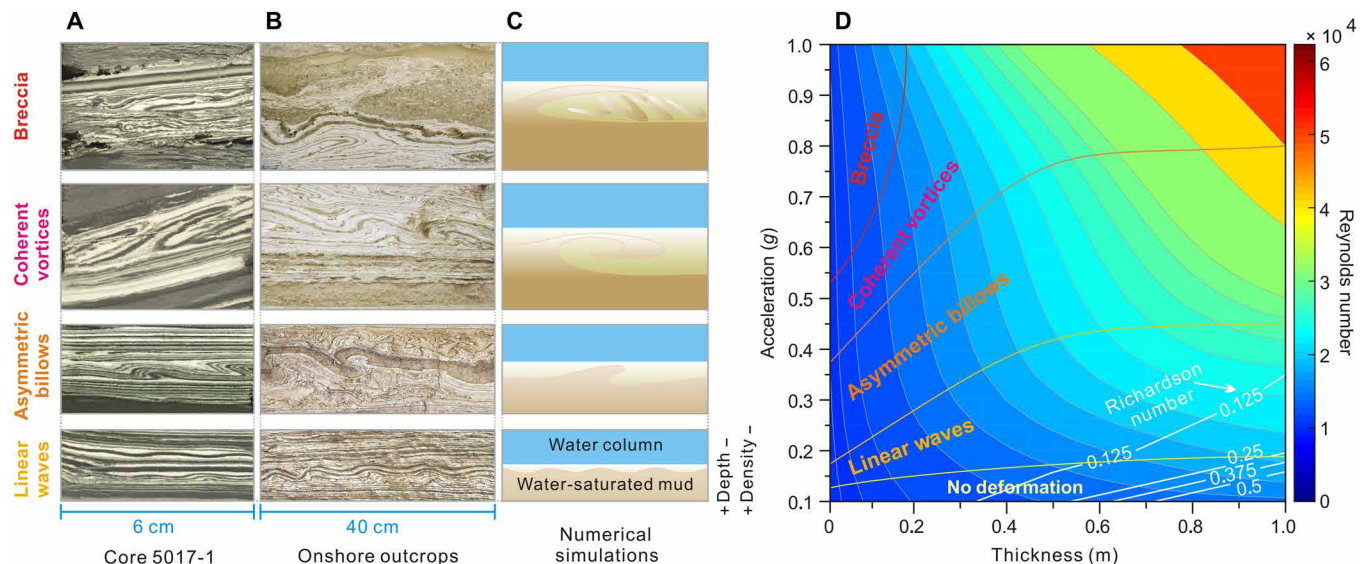 A
B
C
D
Breccia
Coherent
vortices
Asymmetric
billows
Linear
waves
Water column
Water-saturated mud
+ Depth –
+ Density –
6 cm
40 cm
Core 5017-1
Onshore outcrops
Numerical
simulations
Acceleration (g)
1.0
0.9
0.8
0.7
0.6
0.5
0.4
0.3
0.2
0.1
Breccia
Coherent vortices
Asymmetric billows
Linear waves
No deformation
Richardson
number
0.125
0.125
0.25
0.375
0.5
0
0.2
0.4
0.6
0.8
1.0
Thickness (m)
× 10 4
6
5
4
3
2
1
0
Reynolds number